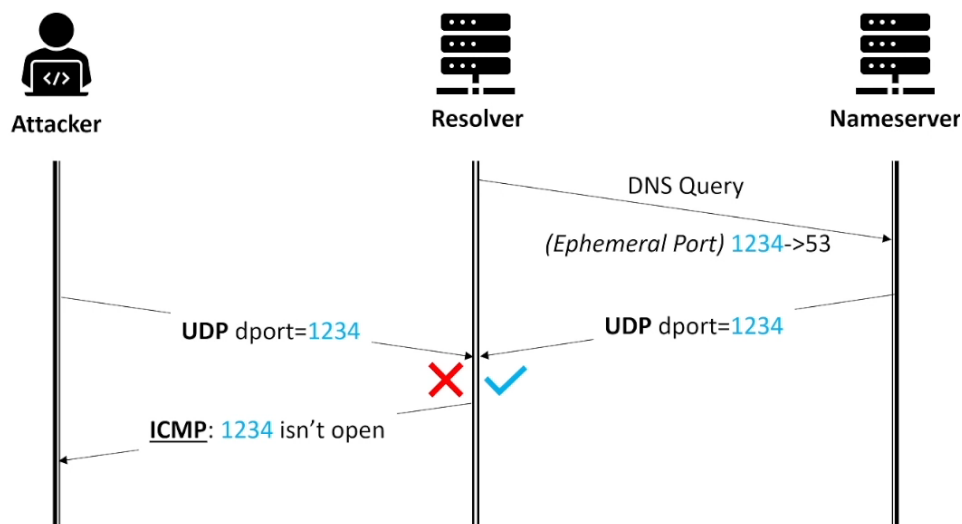 Attacker
Resolver
Nameserver
DNS Query
(Ephemeral Port) 1234->53
UDP dport=1234
UDP dport=1234
ICMP: 1234 isn’t open